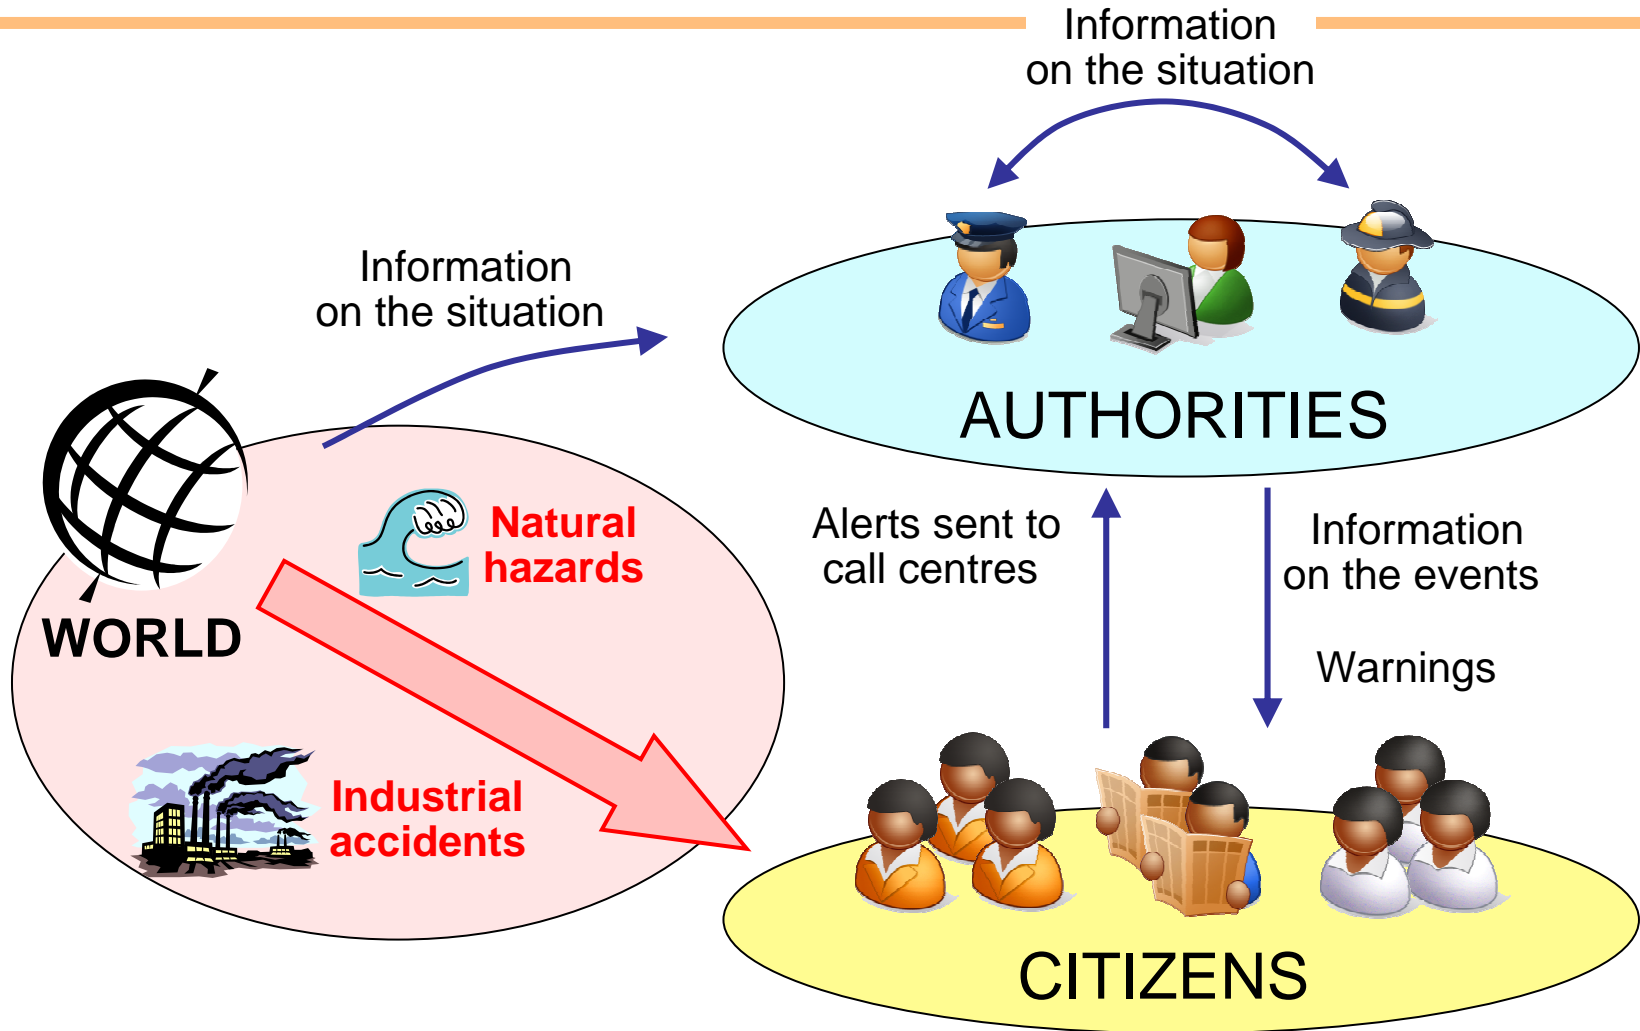 Information
on the situation
Information
on the situation
AUTHORITIES
Natural
hazards
WORLD
Industrial
accidents
Alerts sent to
call centres
Information
on the events
Warnings
CITIZENS